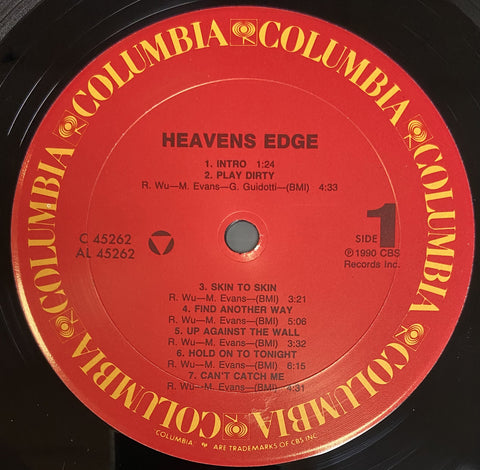 COLUMBIA COLUMBIA COLUMBIA COLUMBIA COLUMBIA COLUMBIA
HEAVENS EDGE
1. INTRO 1:24
2. PLAY DIRTY
R. Wu—M. Evans—G. Guidotti—(BMI) 4:33
C 45262
AL 45262
SIDE 1
℗1990 CBS
Records Inc.
3. SKIN TO SKIN
R. Wu—M. Evans—(BMI) 3:21
4. FIND ANOTHER WAY
R. Wu—M. Evans—(BMI) 5:06
5. UP AGAINST THE WALL
R. Wu—M. Evans—(BMI) 3:32
6. HOLD ON TO TONIGHT
R. Wu—M. Evans—(BMI) 6:15
7. CAN'T CATCH ME
R. Wu—M. Evans—(BMI) 4:31
COLUMBIA, ARE TRADEMARKS OF CBS INC.